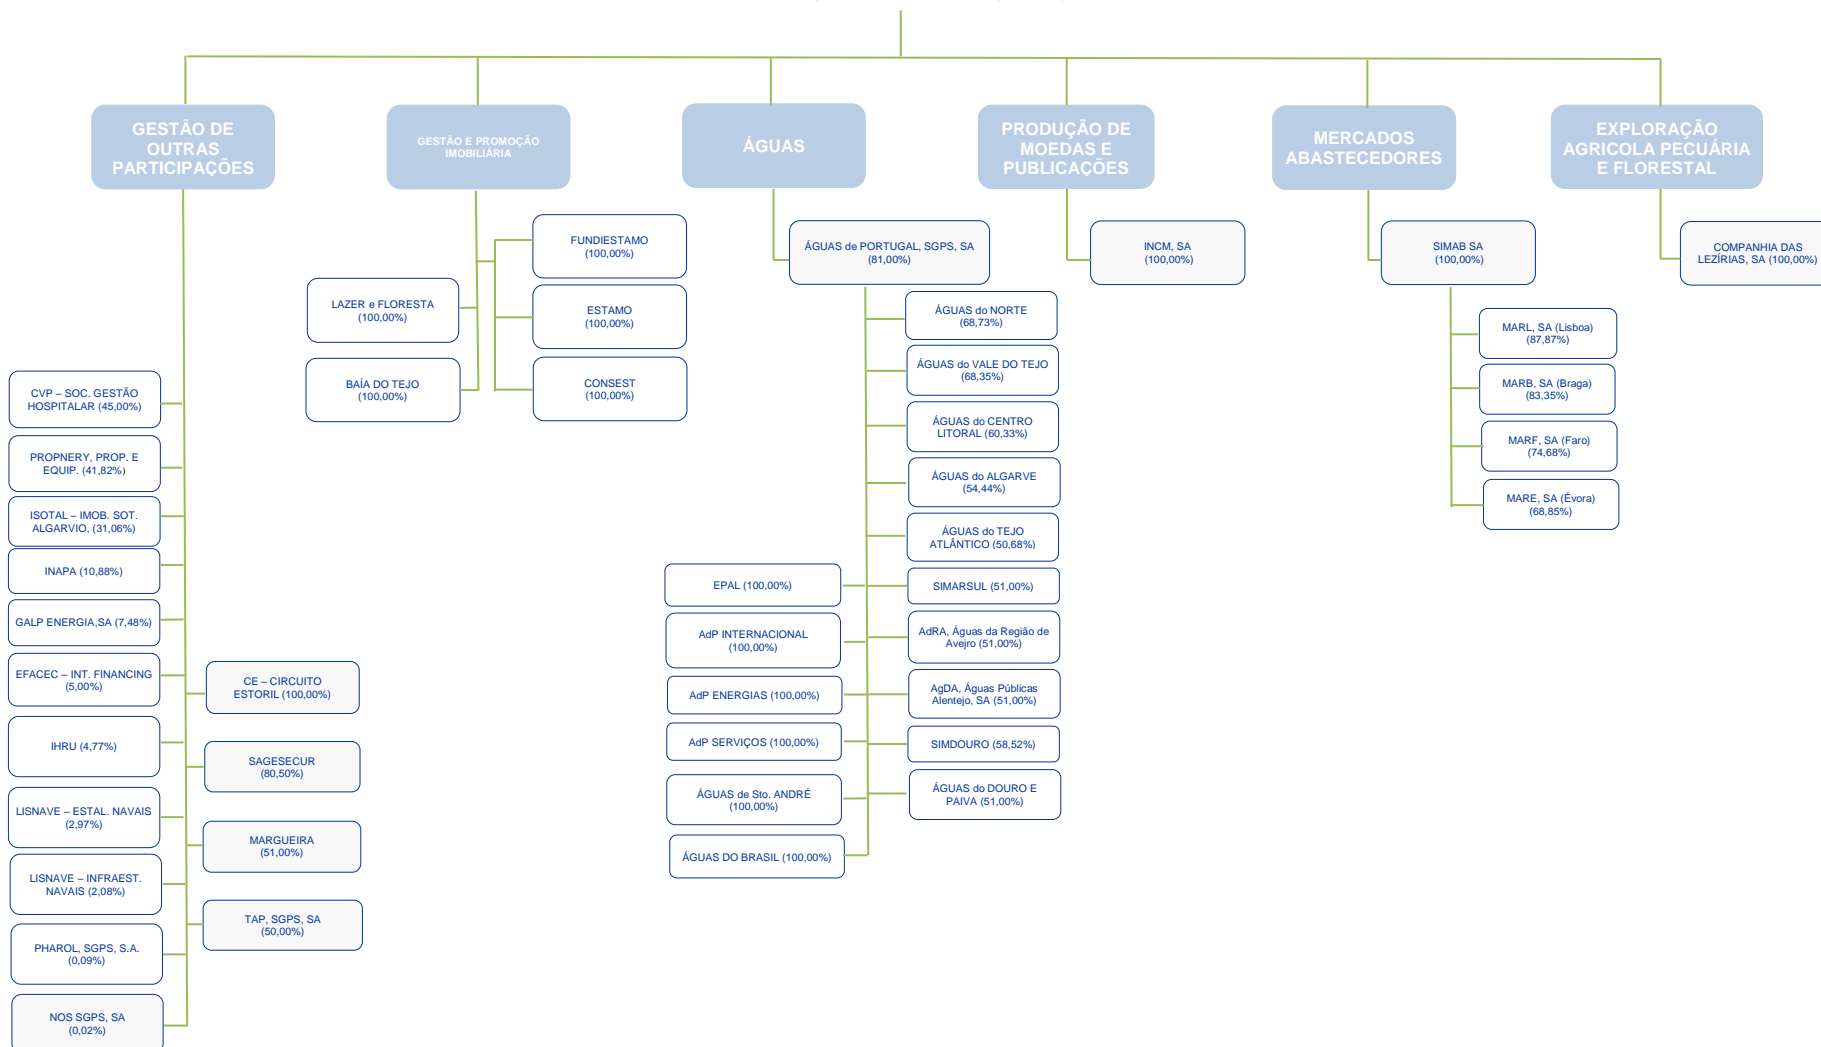 GESTÃO DE
OUTRAS
PARTICIPAÇÕES
GESTÃO E PROMOÇÃO
IMOBILIÁRIA
ÁGUAS
PRODUÇÃO DE
MOEDAS E
PUBLICAÇÕES
MERCADOS
ABASTECEDORES
EXPLORAÇÃO
AGRICOLA PECUÁRIA
E FLORESTAL
CVP – SOC. GESTÃO
HOSPITALAR (45,00%)
PROPNERY, PROP. E
EQUIP. (41,82%)
ISOTAL – IMOB. SOT.
ALGARVIO, (31,06%)
INAPA (10,88%)
GALP ENERGIA,SA (7,48%)
EFACEC – INT. FINANCING
(5,00%)
IHRU (4,77%)
LISNAVE – ESTAL. NAVAIS
(2,97%)
LISNAVE – INFRAEST.
NAVAIS (2,08%)
PHAROL, SGPS, S.A.
(0,09%)
NOS SGPS, SA
(0,02%)
CE – CIRCUITO
ESTORIL (100,00%)
SAGESECUR
(80,50%)
MARGUEIRA
(51,00%)
TAP, SGPS, SA
(50,00%)
LAZER e FLORESTA
(100,00%)
BAÍA DO TEJO
(100,00%)
FUNDIESTAMO
(100,00%)
ESTAMO
(100,00%)
CONSEST
(100,00%)
ÁGUAS de PORTUGAL, SGPS, SA
(81,00%)
EPAL (100,00%)
AdP INTERNACIONAL
(100,00%)
AdP ENERGIAS (100,00%)
AdP SERVIÇOS (100,00%)
ÁGUAS de Sto. ANDRÉ
(100,00%)
ÁGUAS DO BRASIL (100,00%)
ÁGUAS do NORTE
(68,73%)
ÁGUAS do VALE DO TEJO
(68,35%)
ÁGUAS do CENTRO
LITORAL (60,33%)
ÁGUAS do ALGARVE
(54,44%)
ÁGUAS do TEJO
ATLÂNTICO (50,68%)
SIMARSUL (51,00%)
AdRA, Águas da Região de
Avejro (51,00%)
AgDA, Águas Públicas
Alentejo, SA (51,00%)
SIMDOURO (58,52%)
ÁGUAS do DOURO E
PAIVA (51,00%)
INCM, SA
(100,00%)
SIMAB SA
(100,00%)
MARL, SA (Lisboa)
(87,87%)
MARB, SA (Braga)
(83,35%)
MARF, SA (Faro)
(74,68%)
MARE, SA (Évora)
(68,85%)
COMPANHIA DAS
LEZÍRIAS, SA (100,00%)